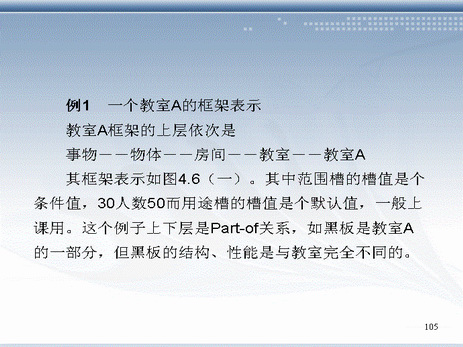 例1 一个教室A的框架表示
教室A框架的上层依次是
事物－－物体－－房间－－教室－－教室A
其框架表示如图4.6（一）。其中范围槽的槽值是个
条件值，30人数50而用途槽的槽值是个默认值，一般上
课用。这个例子上下层是Part-of关系，如黑板是教室A
的一部分，但黑板的结构、性能是与教室完全不同的。
105